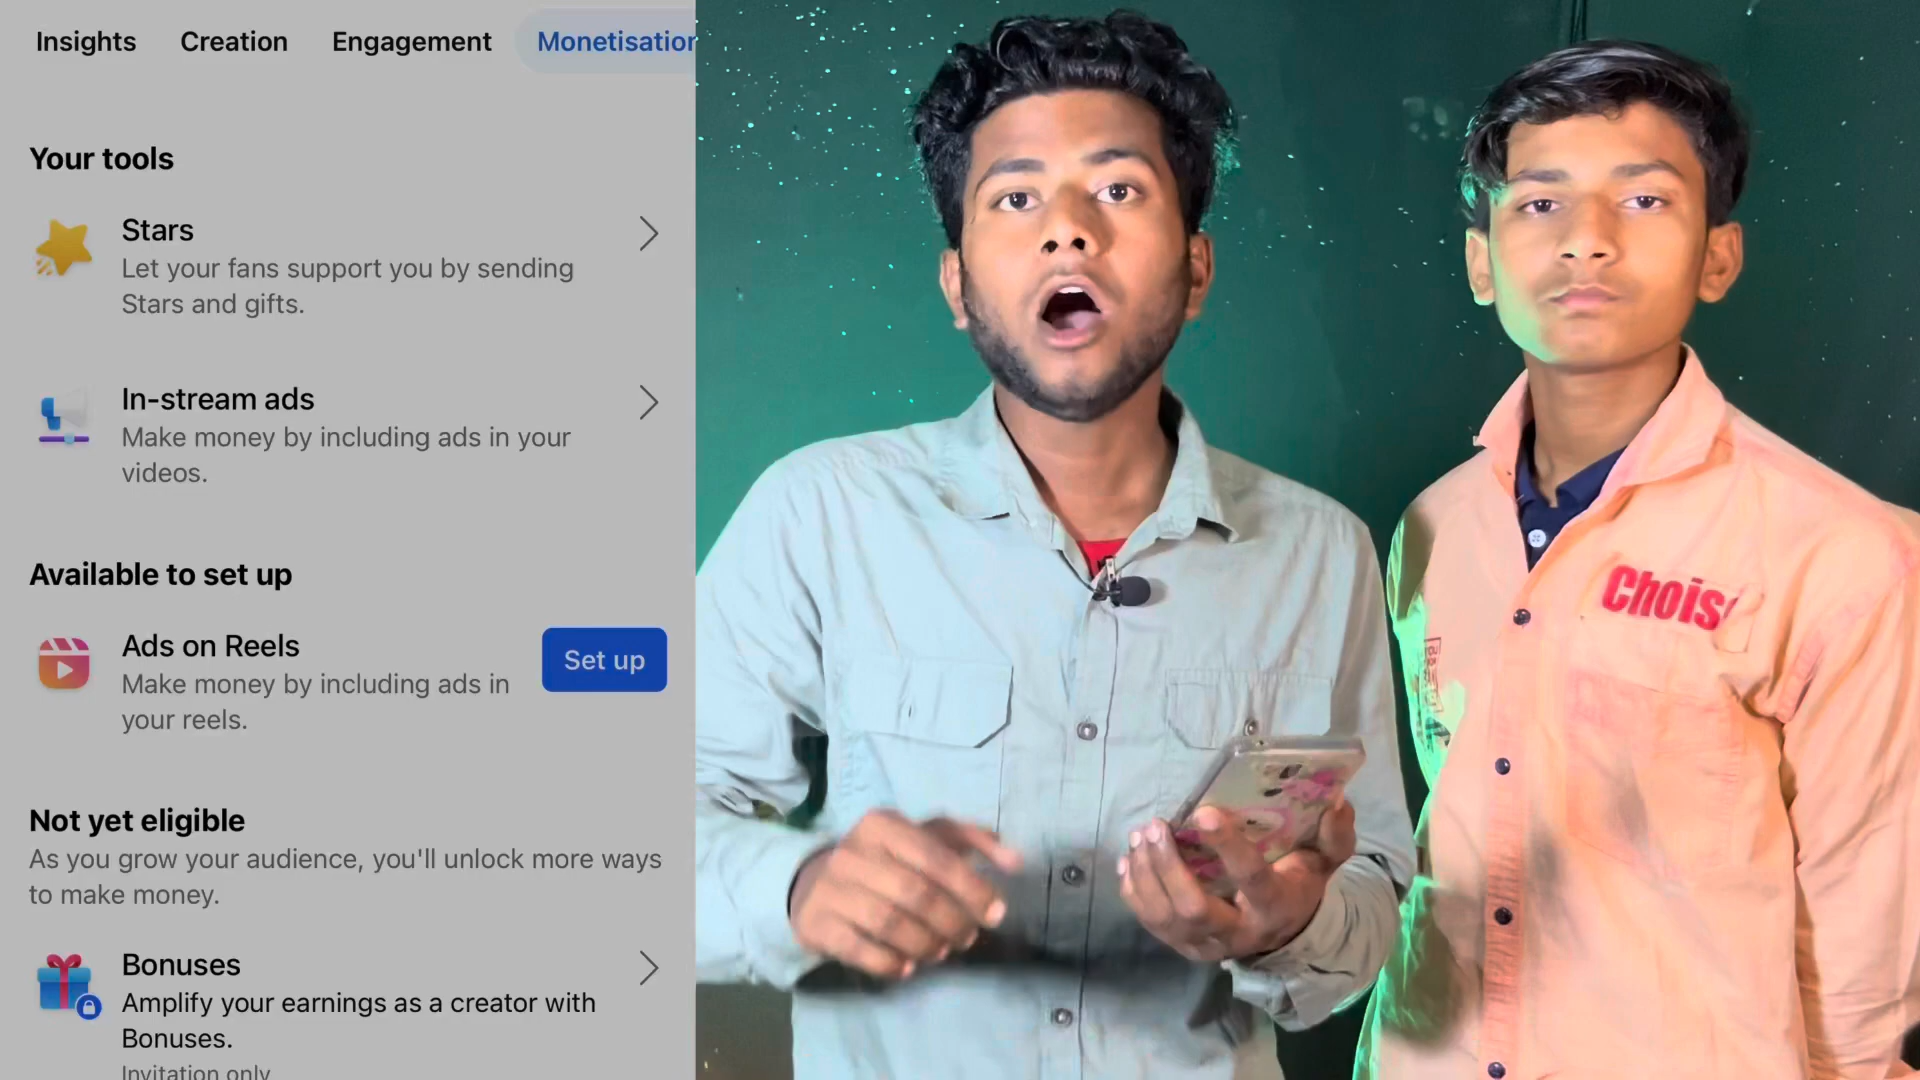 Insights Creation Engagement Monetisation
Your tools
Stars
Let your fans support you by sending
Stars and gifts.
In-stream ads
Make money by including ads in your
videos.
Available to set up
Ads on Reels
Make money by including ads in
your reels.
Set up
Not yet eligible
As you grow your audience, you'll unlock more ways
to make money.
Bonuses
Amplify your earnings as a creator with
Bonuses.
Invitation only
Chois